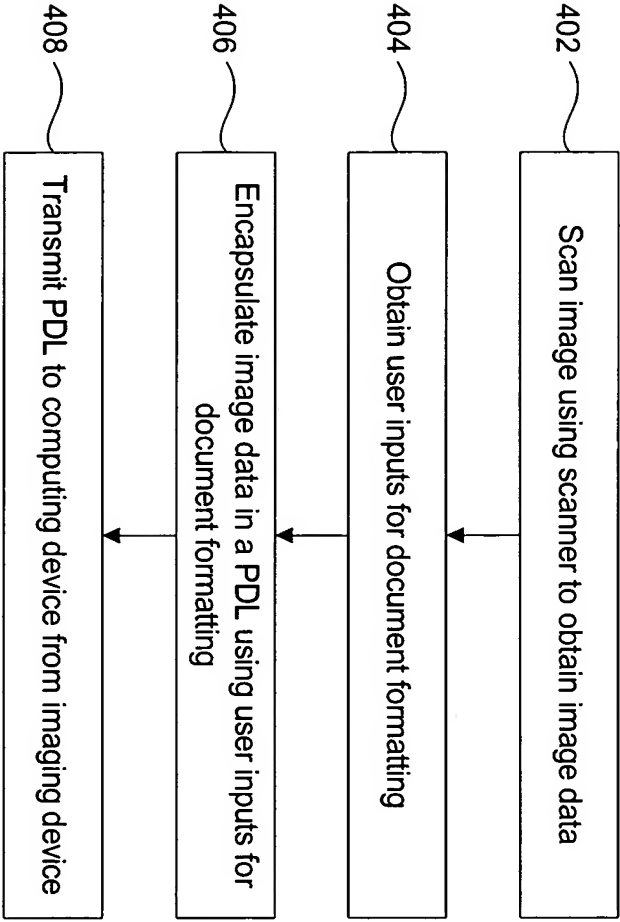 402
Scan image using scanner to obtain image data
404
Obtain user inputs for document formatting
406
Encapsulate image data in a PDL using user inputs for
document formatting
408
Transmit PDL to computing device from imaging device